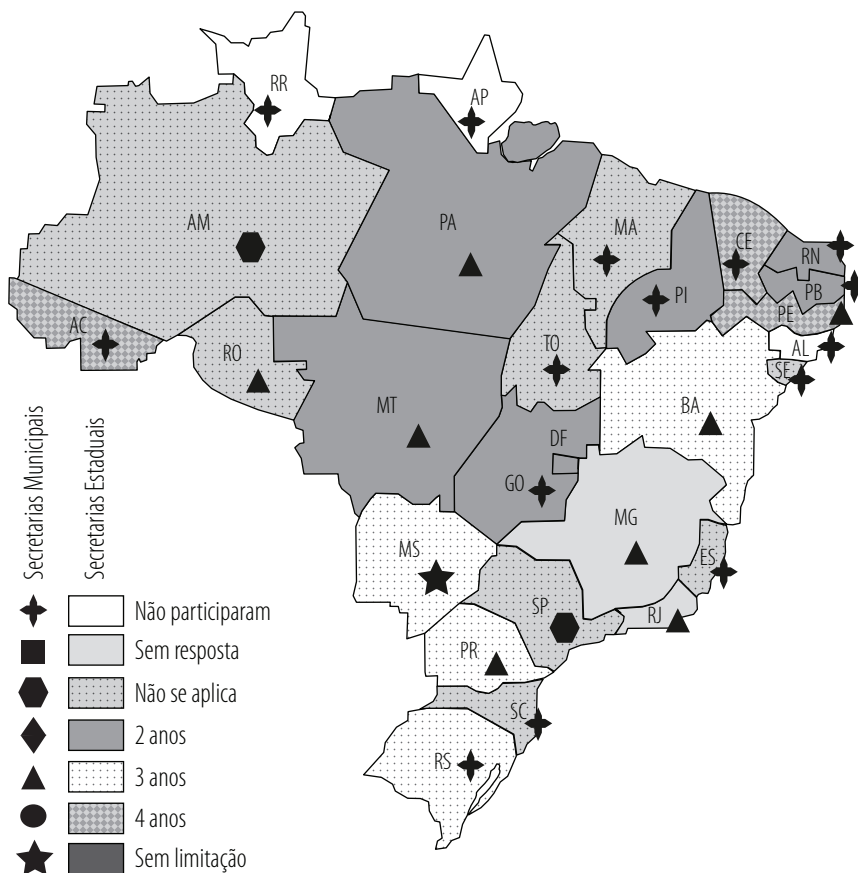 RR
AP
AM
PA
MA
CE
RN
PB
PI
PE
AC
AL
TO
SE
RO
BA
MT
DF
GO
MG
MS
ES
SP
RJ
PR
SC
RS
Secretarias Municipais
Secretarias Estaduais
Não participaram
Sem resposta
Não se aplica
2 anos
3 anos
4 anos
Sem limitação